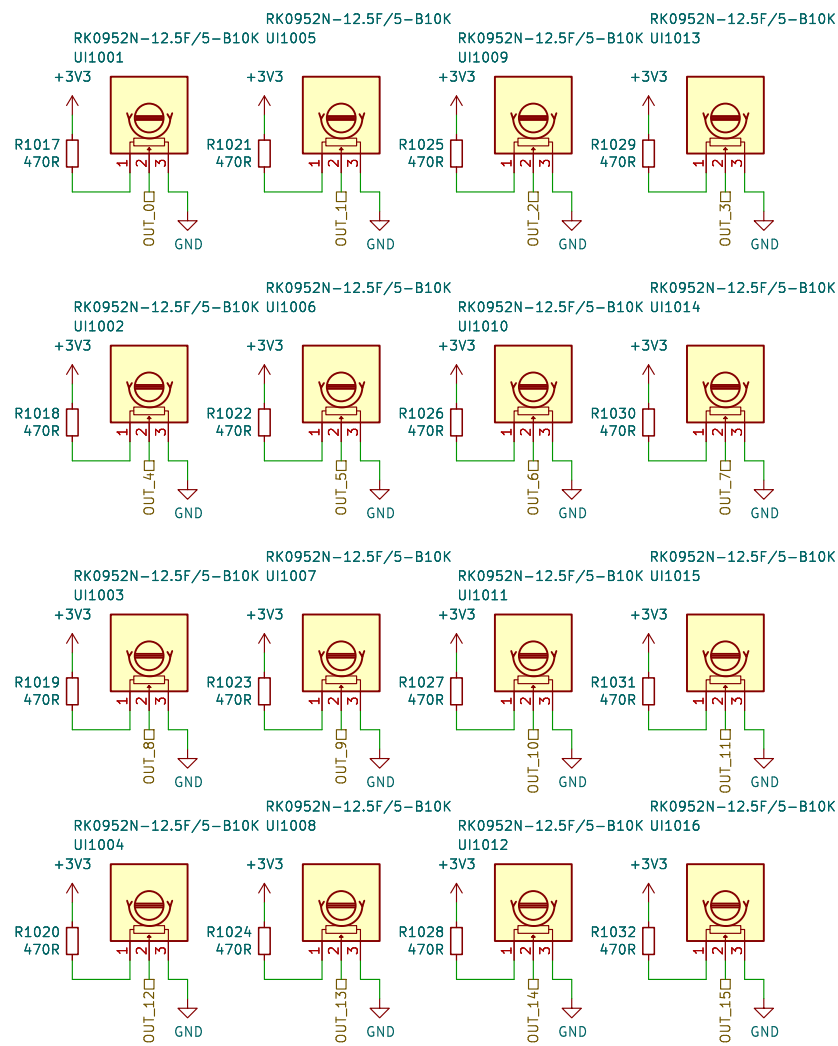 RK0952N-12.5F/5-B10K
UI1001
+3V3
R1017
470R
1
2
3
OUT_0
GND
RK0952N-12.5F/5-B10K
UI1005
+3V3
R1021
470R
1
2
3
OUT_1
GND
RK0952N-12.5F/5-B10K
UI1009
+3V3
R1025
470R
1
2
3
OUT_2
GND
RK0952N-12.5F/5-B10K
UI1013
+3V3
R1029
470R
1
2
3
OUT_3
GND
RK0952N-12.5F/5-B10K
UI1002
+3V3
R1018
470R
1
2
3
OUT_4
GND
RK0952N-12.5F/5-B10K
UI1006
+3V3
R1022
470R
1
2
3
OUT_5
GND
RK0952N-12.5F/5-B10K
UI1010
+3V3
R1026
470R
1
2
3
OUT_6
GND
RK0952N-12.5F/5-B10K
UI1014
+3V3
R1030
470R
1
2
3
OUT_7
GND
RK0952N-12.5F/5-B10K
UI1003
+3V3
R1019
470R
1
2
3
OUT_8
GND
RK0952N-12.5F/5-B10K
UI1007
+3V3
R1023
470R
1
2
3
OUT_9
GND
RK0952N-12.5F/5-B10K
UI1011
+3V3
R1027
470R
1
2
3
OUT_10
GND
RK0952N-12.5F/5-B10K
UI1015
+3V3
R1031
470R
1
2
3
OUT_11
GND
RK0952N-12.5F/5-B10K
UI1004
+3V3
R1020
470R
1
2
3
OUT_12
GND
RK0952N-12.5F/5-B10K
UI1008
+3V3
R1024
470R
1
2
3
OUT_13
GND
RK0952N-12.5F/5-B10K
UI1012
+3V3
R1028
470R
1
2
3
OUT_14
GND
RK0952N-12.5F/5-B10K
UI1016
+3V3
R1032
470R
1
2
3
OUT_15
GND